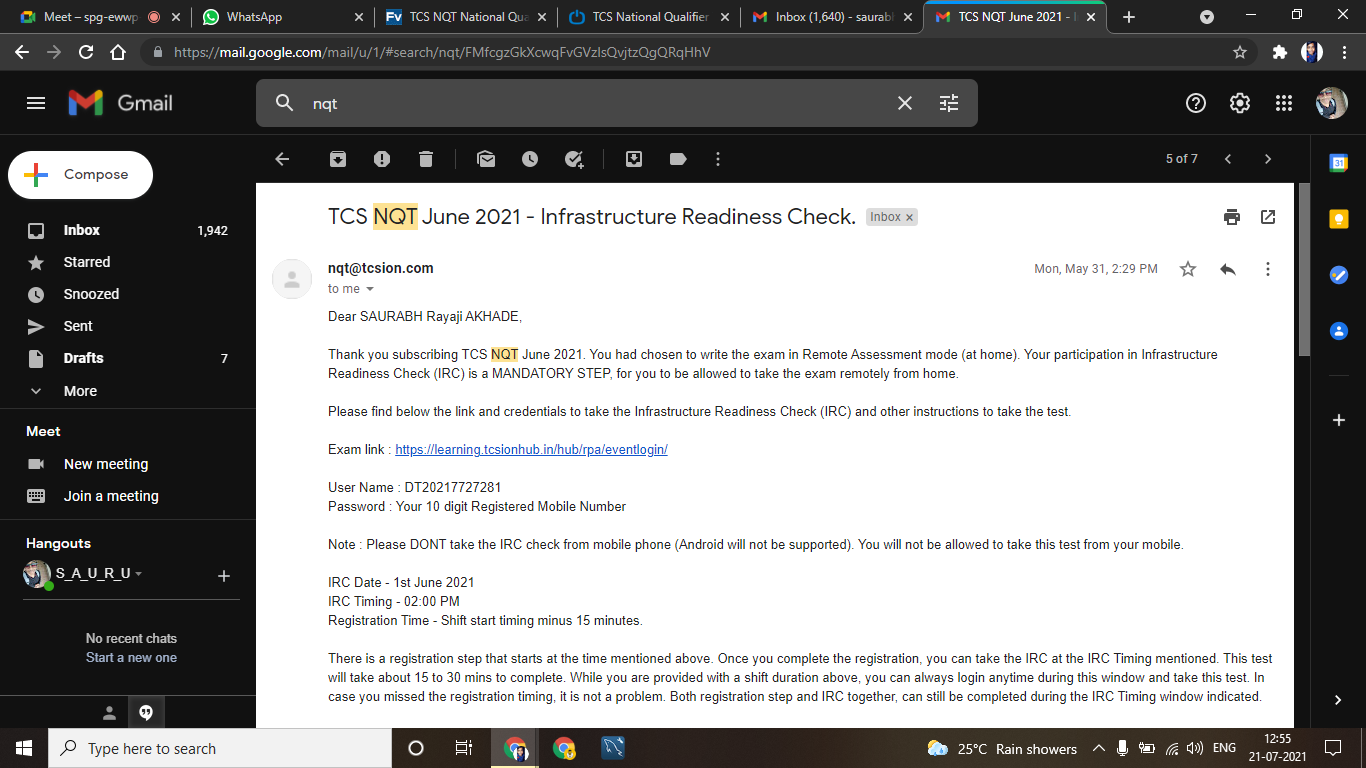 Meet – spg-ewwp
WhatsApp
TCS NQT National Qua
TCS National Qualifier
Inbox (1,640) - saurabl
TCS NQT June 2021 - I
https://mail.google.com/mail/u/1/#search/nqt/FMfcgzGkXcwqFvGVzlsQvjtzQgQRqHhV
Gmail
nqt
Compose
5 of 7
Inbox 1,942
Starred
Snoozed
Sent
Drafts 7
More
Meet
New meeting
Join a meeting
Hangouts
S_A_U_R_U
No recent chats
Start a new one
TCS NQT June 2021 - Infrastructure Readiness Check. Inbox x
nqt@tcsion.com Mon, May 31, 2:29 PM
to me
Dear SAURABH Rayaji AKHADE,
Thank you subscribing TCS NQT June 2021. You had chosen to write the exam in Remote Assessment mode (at home). Your participation in Infrastructure
Readiness Check (IRC) is a MANDATORY STEP, for you to be allowed to take the exam remotely from home.
Please find below the link and credentials to take the Infrastructure Readiness Check (IRC) and other instructions to take the test.
Exam link : https://learning.tcsionhub.in/hub/rpa/eventlogin/
User Name : DT20217727281
Password : Your 10 digit Registered Mobile Number
Note : Please DONT take the IRC check from mobile phone (Android will not be supported). You will not be allowed to take this test from your mobile.
IRC Date - 1st June 2021
IRC Timing - 02:00 PM
Registration Time - Shift start timing minus 15 minutes.
There is a registration step that starts at the time mentioned above. Once you complete the registration, you can take the IRC at the IRC Timing mentioned. This test
will take about 15 to 30 mins to complete. While you are provided with a shift duration above, you can always login anytime during this window and take this test. In
case you missed the registration timing, it is not a problem. Both registration step and IRC together, can still be completed during the IRC Timing window indicated.
31
Type here to search
25°C Rain showers
ENG
12:55
21-07-2021